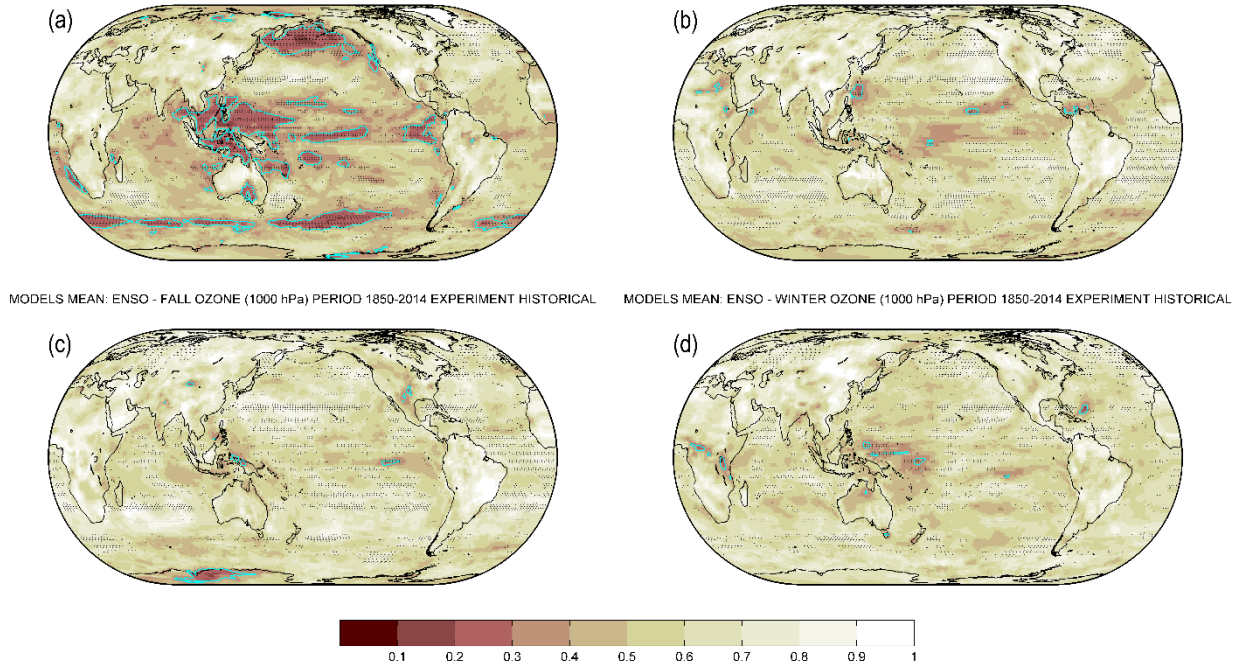 (a)
(b)
MODELS MEAN: ENSO - FALL OZONE (1000 hPa) PERIOD 1850-2014 EXPERIMENT HISTORICAL
MODELS MEAN: ENSO - WINTER OZONE (1000 hPa) PERIOD 1850-2014 EXPERIMENT HISTORICAL
(c)
(d)
0.1 0.2 0.3 0.4 0.5 0.6 0.7 0.8 0.9 1